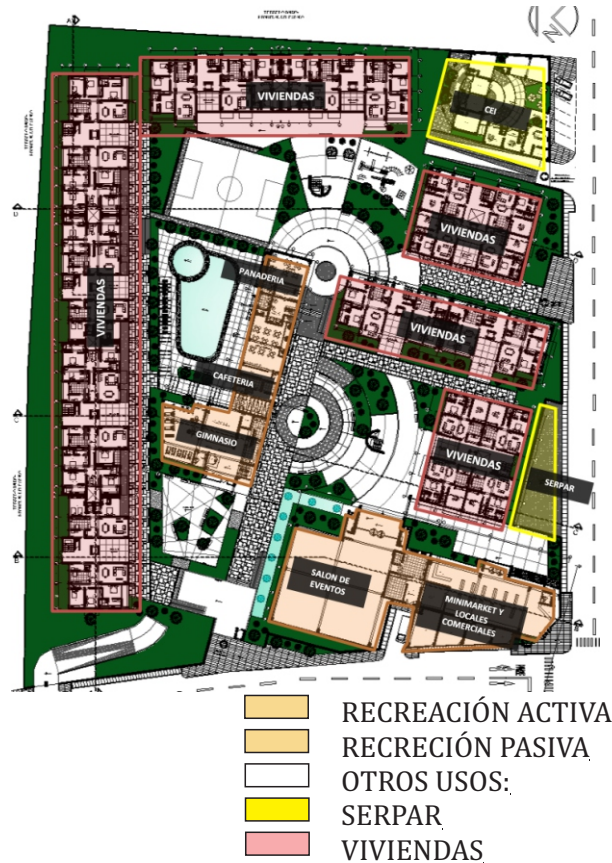 VIVIENDAS
CEI
VIVIENDAS
PANADERIA
VIVIENDAS
VIVIENDAS
CAFETERIA
GIMNASIO
VIVIENDAS
SERPAR
SALON DE
EVENTOS
MINIMARKET Y
LOCALES
COMERCIALES
RECREACIÓN ACTIVA
RECRECIÓN PASIVA
OTROS USOS:
SERPAR
VIVIENDAS